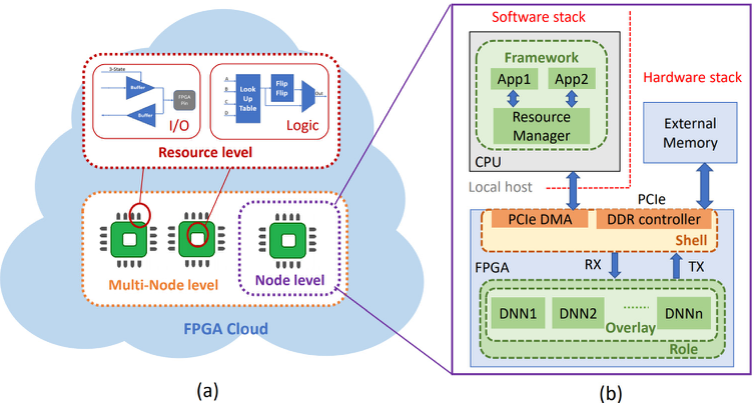 3-State
Buffer
Buffer
FPGA
Pin
I/O
A
B
C
D
Look
Up
Table
Flip
Flip
Out
Logic
Resource level
Multi-Node level
Node level
FPGA Cloud
(a)
Software stack
Hardware stack
Framework
App1
App2
Resource
Manager
CPU
External
Memory
Local host
PCIe
PCIe DMA
DDR controller
Shell
FPGA
RX
TX
DNN1
DNN2
........
DNNn
Overlay
Role
(b)